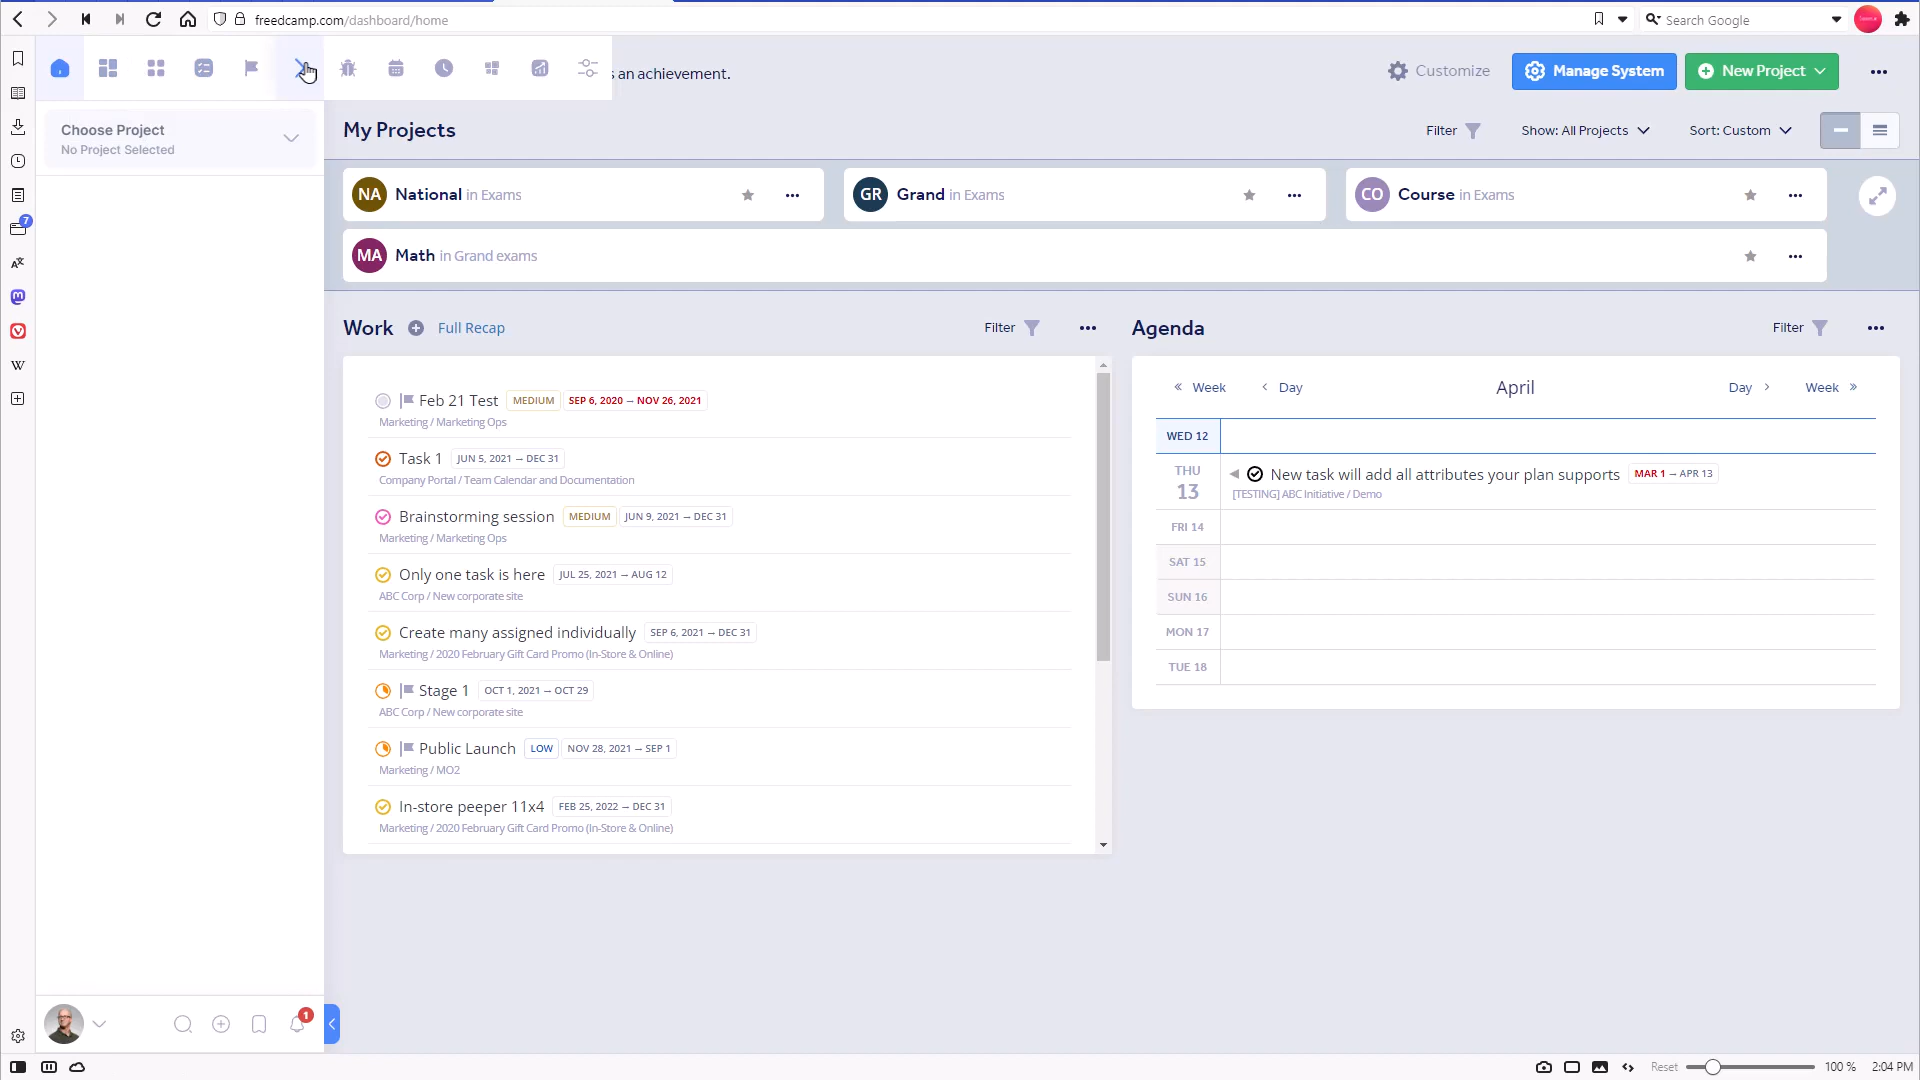 freedcamp.com/dashboard/home
Search Google
s an achievement.
Customize
Manage System
New Project
Choose Project
No Project Selected
My Projects
Filter
Show: All Projects
Sort: Custom
NA
National in Exams
GR
Grand in Exams
CO
Course in Exams
MA
Math in Grand exams
7
Work
Full Recap
Filter
Agenda
Filter
Feb 21 Test MEDIUM SEP 6, 2020 → NOV 26, 2021
Marketing / Marketing Ops
Task 1 JUN 5, 2021 → DEC 31
Company Portal / Team Calendar and Documentation
Brainstorming session MEDIUM JUN 9, 2021 → DEC 31
Marketing / Marketing Ops
Only one task is here JUL 25, 2021 → AUG 12
ABC Corp / New corporate site
Create many assigned individually SEP 6, 2021 → DEC 31
Marketing / 2020 February Gift Card Promo (In-Store & Online)
Stage 1 OCT 1, 2021 → OCT 29
ABC Corp / New corporate site
Public Launch LOW NOV 28, 2021 → SEP 1
Marketing / MO2
In-store peeper 11x4 FEB 25, 2022 → DEC 31
Marketing / 2020 February Gift Card Promo (In-Store & Online)
« Week
‹ Day
April
Day ›
Week »
WED 12
THU
13
New task will add all attributes your plan supports MAR 1 → APR 13
[TESTING] ABC Initiative / Demo
FRI 14
SAT 15
SUN 16
MON 17
TUE 18
1
Reset
100 %
2:04 PM